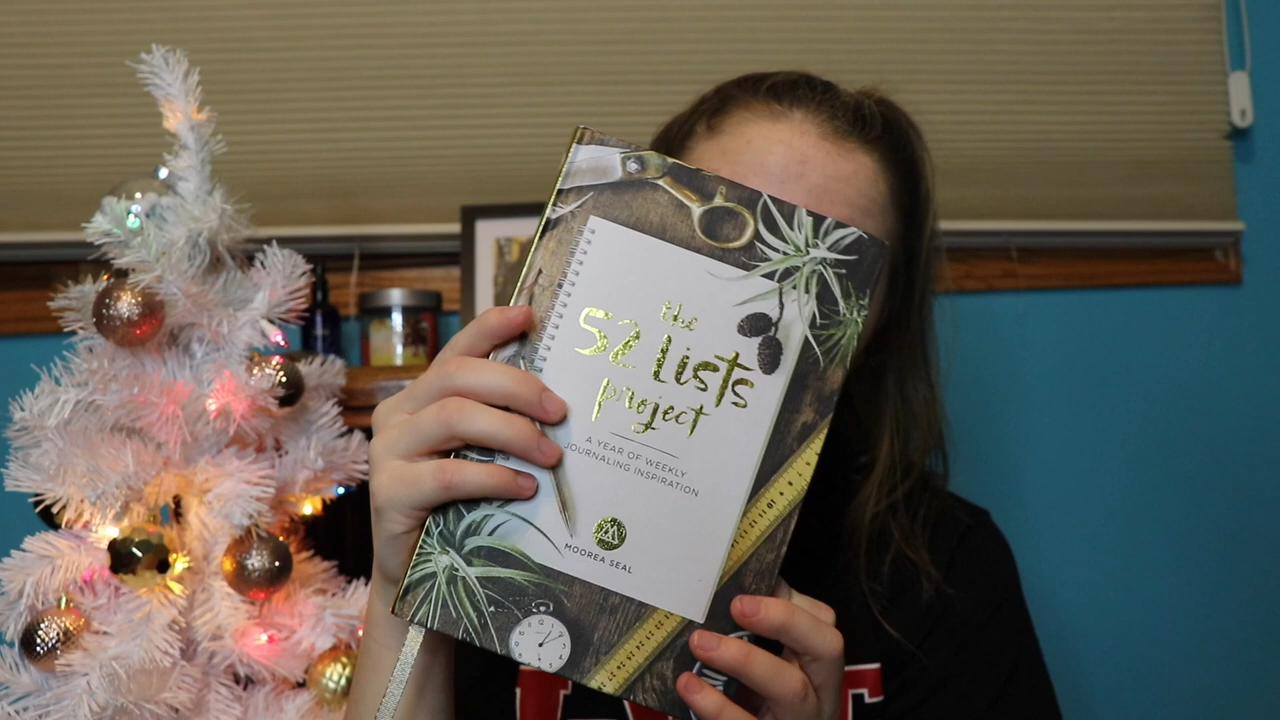 the
52 Lists
project
A YEAR OF WEEKLY
JOURNALING INSPIRATION
MOOREA SEAL